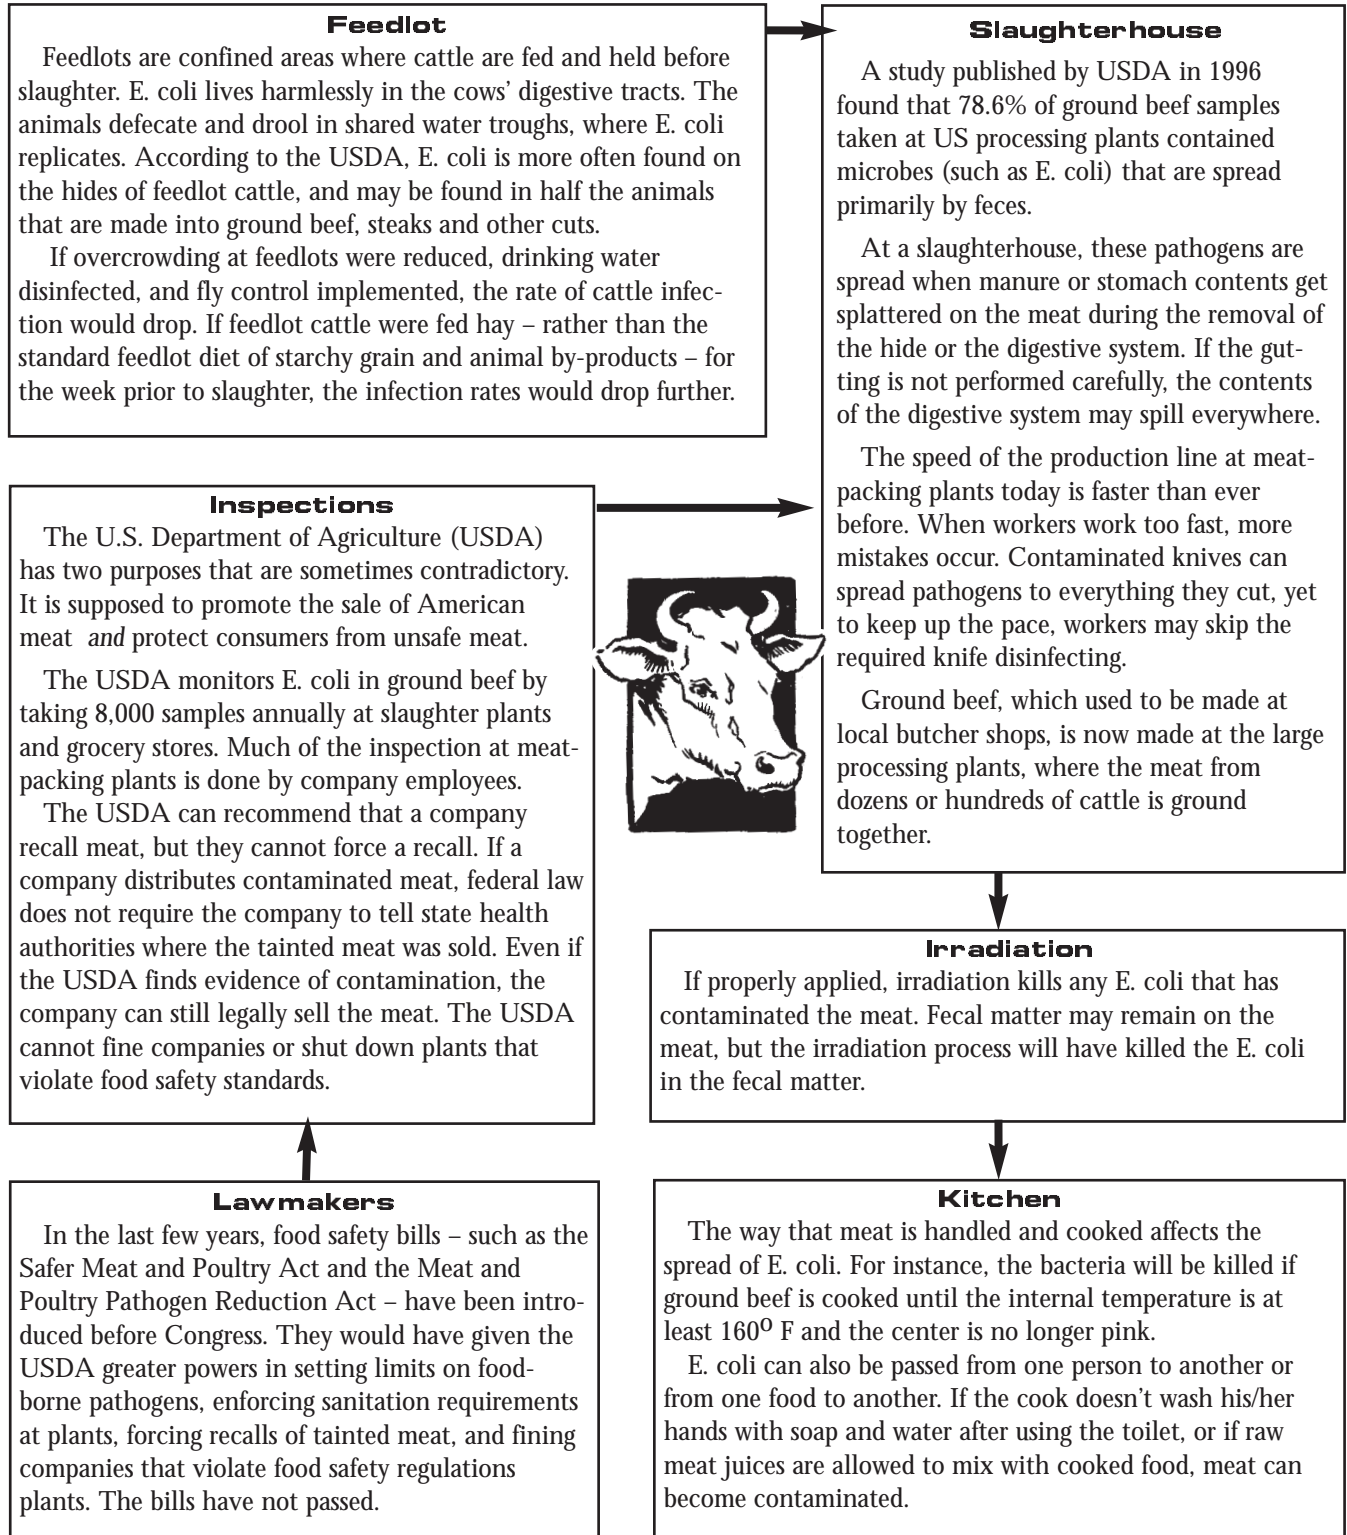 Feedlot
Feedlots are confined areas where cattle are fed and held before
slaughter. E. coli lives harmlessly in the cows' digestive tracts. The
animals defecate and drool in shared water troughs, where E. coli
replicates. According to the USDA, E. coli is more often found on
the hides of feedlot cattle, and may be found in half the animals
that are made into ground beef, steaks and other cuts.
If overcrowding at feedlots were reduced, drinking water
disinfected, and fly control implemented, the rate of cattle infec-
tion would drop. If feedlot cattle were fed hay – rather than the
standard feedlot diet of starchy grain and animal by-products – for
the week prior to slaughter, the infection rates would drop further.
Slaughterhouse
A study published by USDA in 1996
found that 78.6% of ground beef samples
taken at US processing plants contained
microbes (such as E. coli) that are spread
primarily by feces.
At a slaughterhouse, these pathogens are
spread when manure or stomach contents get
splattered on the meat during the removal of
the hide or the digestive system. If the gut-
ting is not performed carefully, the contents
of the digestive system may spill everywhere.
The speed of the production line at meat-
packing plants today is faster than ever
before. When workers work too fast, more
mistakes occur. Contaminated knives can
spread pathogens to everything they cut, yet
to keep up the pace, workers may skip the
required knife disinfecting.
Ground beef, which used to be made at
local butcher shops, is now made at the large
processing plants, where the meat from
dozens or hundreds of cattle is ground
together.
Inspections
The U.S. Department of Agriculture (USDA)
has two purposes that are sometimes contradictory.
It is supposed to promote the sale of American
meat and protect consumers from unsafe meat.
The USDA monitors E. coli in ground beef by
taking 8,000 samples annually at slaughter plants
and grocery stores. Much of the inspection at meat-
packing plants is done by company employees.
The USDA can recommend that a company
recall meat, but they cannot force a recall. If a
company distributes contaminated meat, federal law
does not require the company to tell state health
authorities where the tainted meat was sold. Even if
the USDA finds evidence of contamination, the
company can still legally sell the meat. The USDA
cannot fine companies or shut down plants that
violate food safety standards.
Irradiation
If properly applied, irradiation kills any E. coli that has
contaminated the meat. Fecal matter may remain on the
meat, but the irradiation process will have killed the E. coli
in the fecal matter.
Lawmakers
In the last few years, food safety bills – such as the
Safer Meat and Poultry Act and the Meat and
Poultry Pathogen Reduction Act – have been intro-
duced before Congress. They would have given the
USDA greater powers in setting limits on food-
borne pathogens, enforcing sanitation requirements
at plants, forcing recalls of tainted meat, and fining
companies that violate food safety regulations
plants. The bills have not passed.
Kitchen
The way that meat is handled and cooked affects the
spread of E. coli. For instance, the bacteria will be killed if
ground beef is cooked until the internal temperature is at
least 160º F and the center is no longer pink.
E. coli can also be passed from one person to another or
from one food to another. If the cook doesn't wash his/her
hands with soap and water after using the toilet, or if raw
meat juices are allowed to mix with cooked food, meat can
become contaminated.